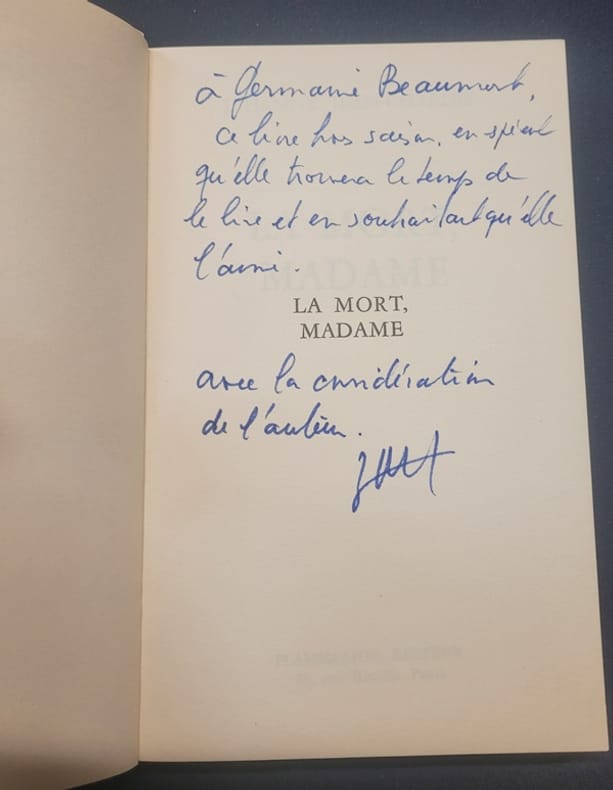 à Germaine Beaumont,
ce livre hors saison, en espérant
qu'elle trouvera le temps de
le lire et en souhaitant qu'elle
l'aime.
LA MORT,
MADAME
avec la considération
de l'auteur.